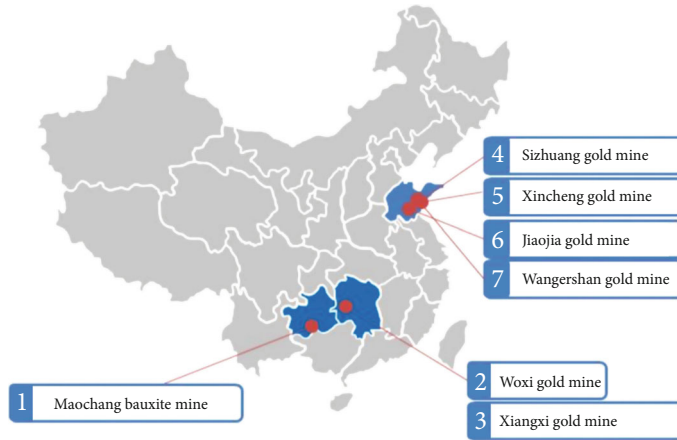 4 Sizhuang gold mine
5 Xincheng gold mine
6 Jiaojia gold mine
7 Wangershan gold mine
2 Woxi gold mine
1 Maochang bauxite mine
3 Xiangxi gold mine